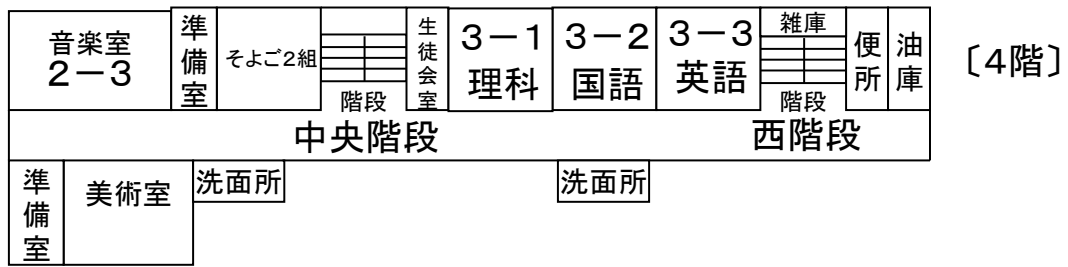 音楽室
2－3
準備室
そよご2組
階段
生徒会室
3－1
理科
3－2
国語
3－3
英語
雑庫
階段
便所
油庫
〔4階〕
中央階段
西階段
準備室
美術室
洗面所
洗面所